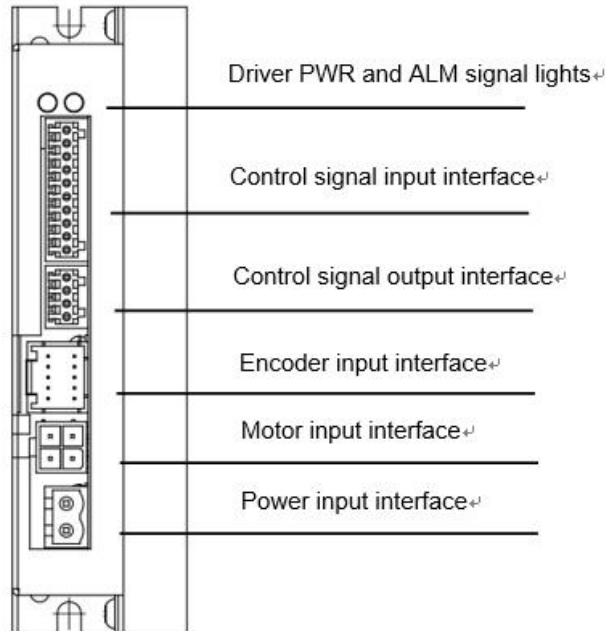 Driver PWR and ALM signal lights↵
Control signal input interface↵
Control signal output interface↵
Encoder input interface↵
Motor input interface↵
Power input interface↵